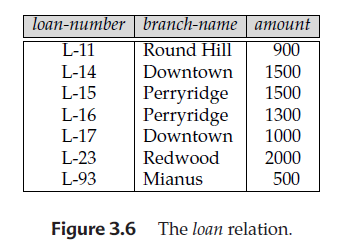 loan-number branch-name amount
L-11 Round Hill 900
L-14 Downtown 1500
L-15 Perryridge 1500
L-16 Perryridge 1300
L-17 Downtown 1000
L-23 Redwood 2000
L-93 Mianus 500
Figure 3.6 The loan relation.